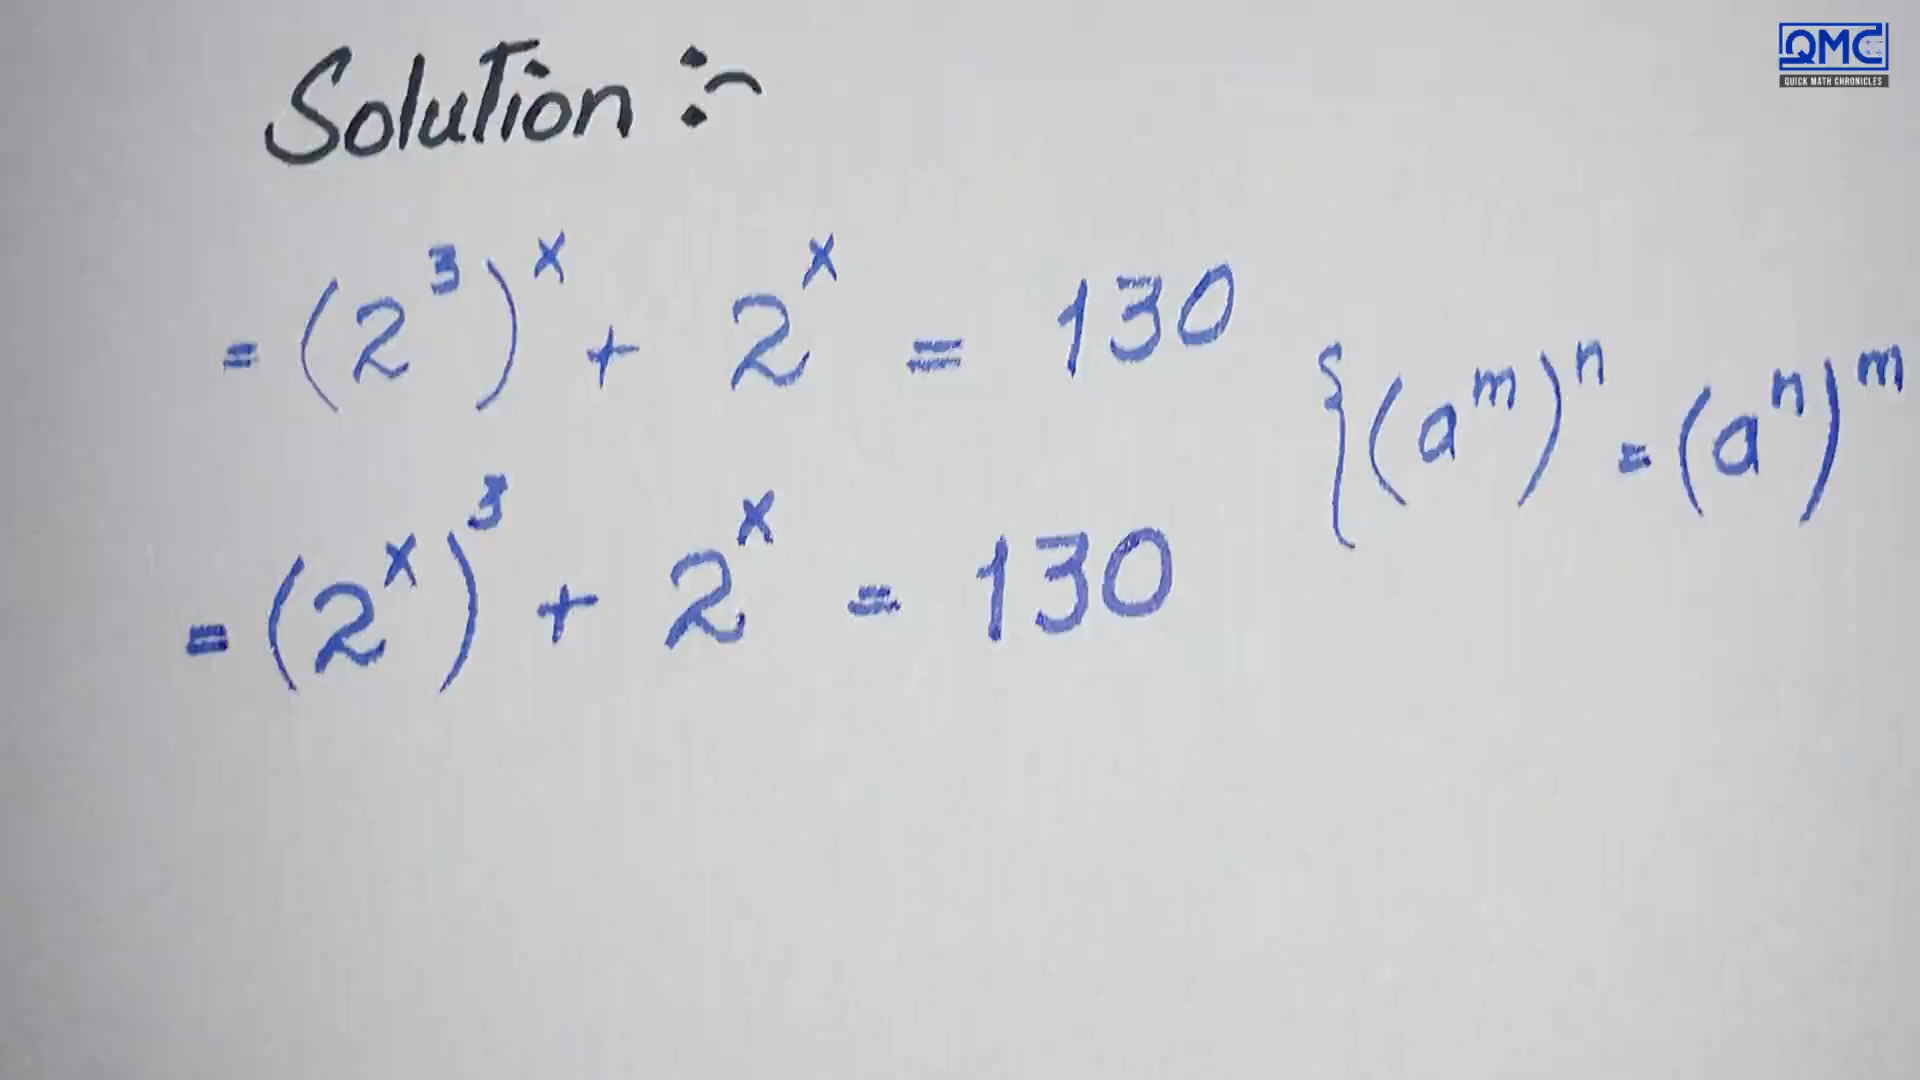 QMC
QUICK MATH CHRONICLES
Solution :-
= (2³)ˣ + 2ˣ = 130
{(aᵐ)ⁿ = (aⁿ)ᵐ
= (2ˣ)³ + 2ˣ = 130